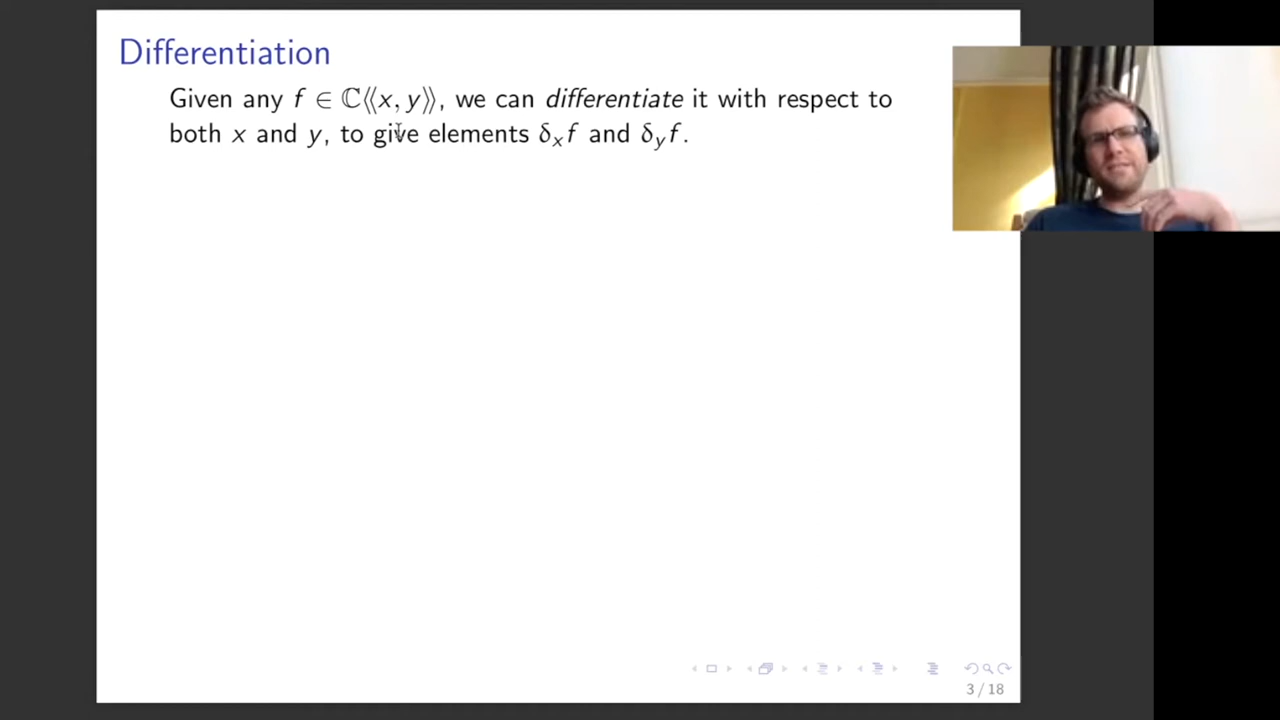 Differentiation
Given any f ∈ ℂ⟨⟨x, y⟩⟩, we can differentiate it with respect to
both x and y, to give elements δₓf and δᵧf.
3 / 18